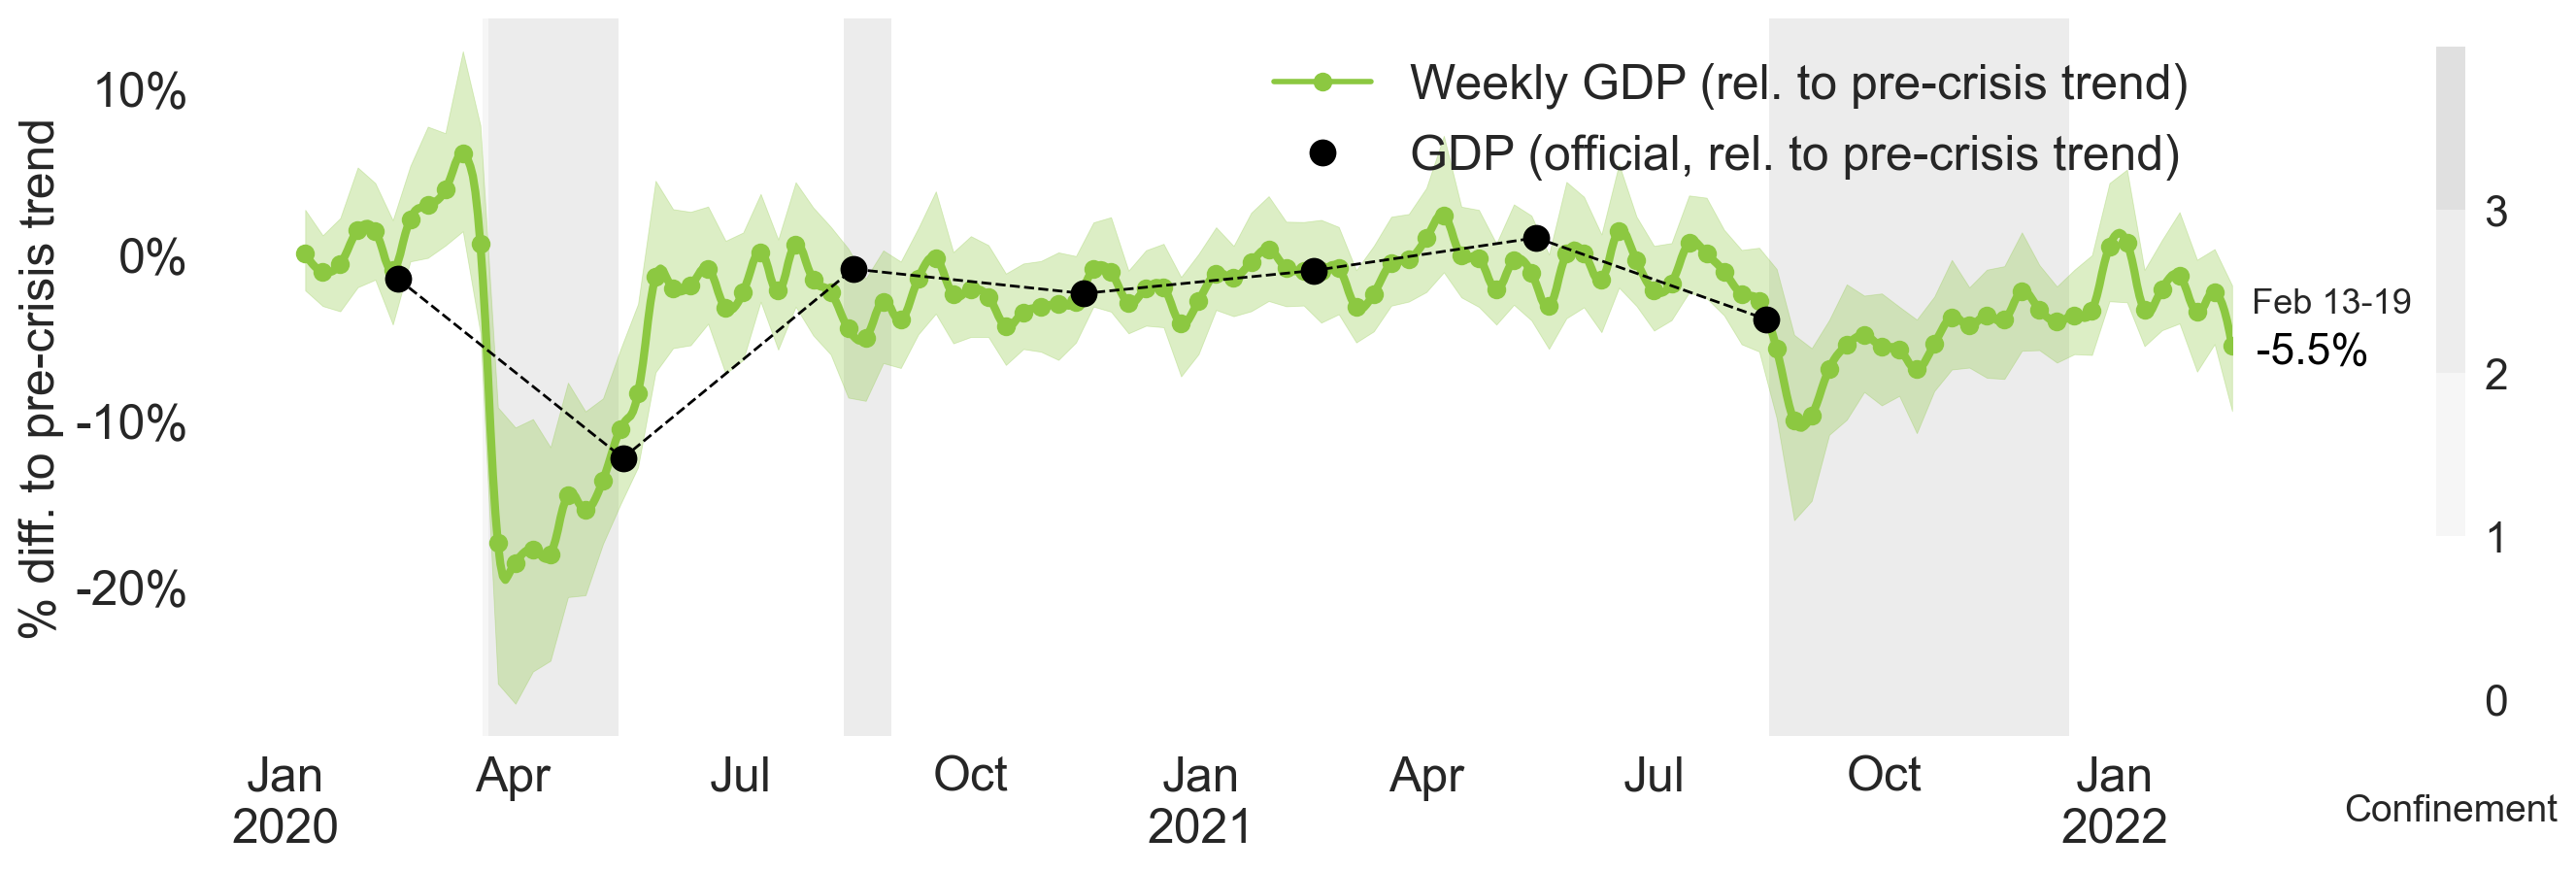 Weekly GDP (rel. to pre-crisis trend)
GDP (official, rel. to pre-crisis trend)
% diff. to pre-crisis trend
10%
0%
-10%
-20%
Feb 13-19
-5.5%
3
2
1
0
Confinement
Jan Apr Jul Oct Jan Apr Jul Oct Jan
2020 2021 2022